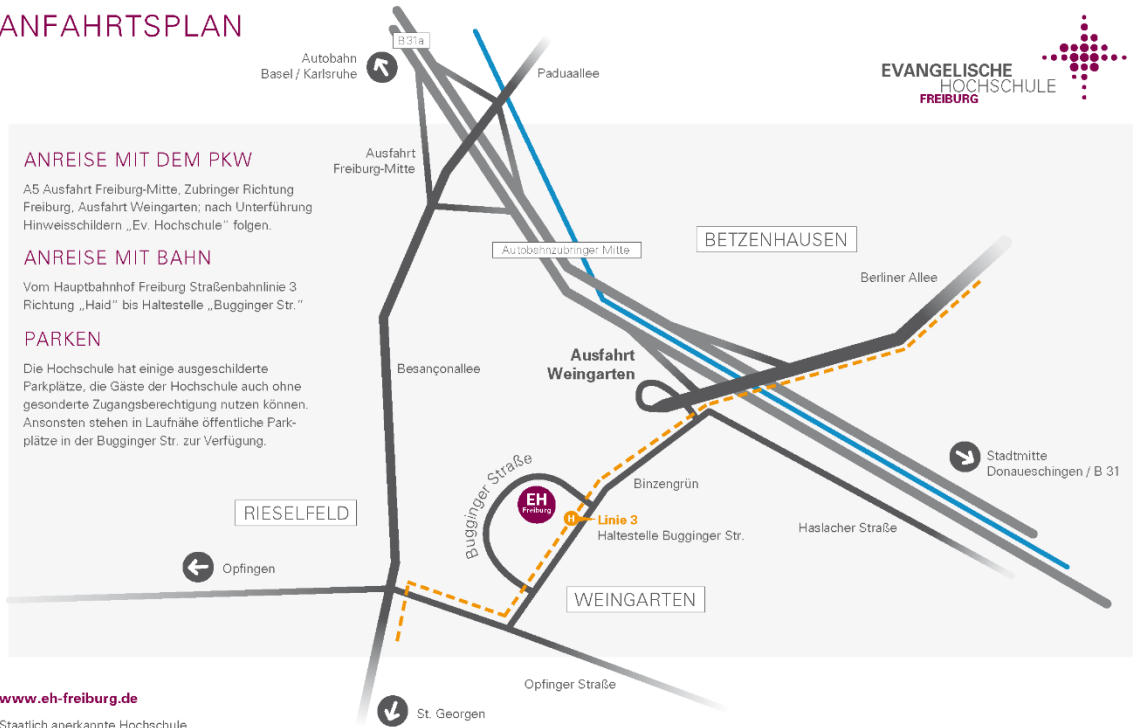 ANFAHRTSPLAN
B31a
Autobahn
Basel / Karlsruhe
Paduaallee
EVANGELISCHE
HOCHSCHULE
FREIBURG
ANREISE MIT DEM PKW
A5 Ausfahrt Freiburg-Mitte, Zubringer Richtung
Freiburg, Ausfahrt Weingarten; nach Unterführung
Hinweisschildern „Ev. Hochschule" folgen.
Ausfahrt
Freiburg-Mitte
ANREISE MIT BAHN
Vom Hauptbahnhof Freiburg Straßenbahnlinie 3
Richtung „Haid" bis Haltestelle „Bugginger Str."
Autobahnzubringer Mitte
BETZENHAUSEN
Berliner Allee
PARKEN
Die Hochschule hat einige ausgeschilderte
Parkplätze, die Gäste der Hochschule auch ohne
gesonderte Zugangsberechtigung nutzen können.
Ansonsten stehen in Laufnähe öffentliche Park-
plätze in der Bugginger Str. zur Verfügung.
Besançonallee
Ausfahrt
Weingarten
Stadtmitte
Donaueschingen / B 31
Bugginger Straße
Binzengrün
EH
Freiburg
RIESELFELD
H
Linie 3
Haltestelle Bugginger Str.
Haslacher Straße
Opfingen
WEINGARTEN
Opfinger Straße
St. Georgen
www.eh-freiburg.de
Staatlich anerkannte Hochschule